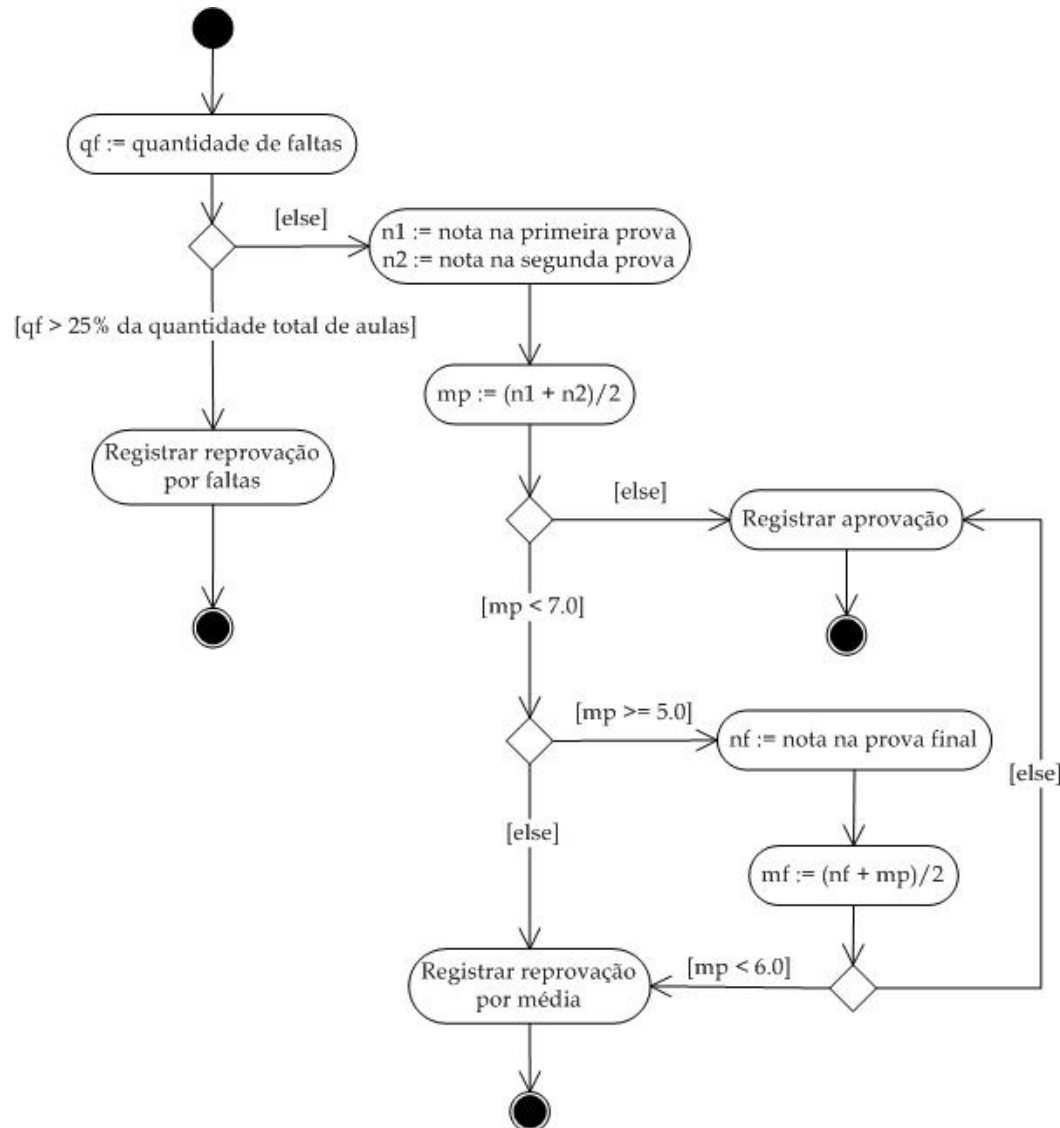 qf := quantidade de faltas
[else]
n1 := nota na primeira prova
n2 := nota na segunda prova
[qf > 25% da quantidade total de aulas]
mp := (n1 + n2)/2
Registrar reprovação
por faltas
[else]
Registrar aprovação
[mp < 7.0]
[mp >= 5.0]
nf := nota na prova final
[else]
[else]
mf := (nf + mp)/2
Registrar reprovação
por média
[mp < 6.0]